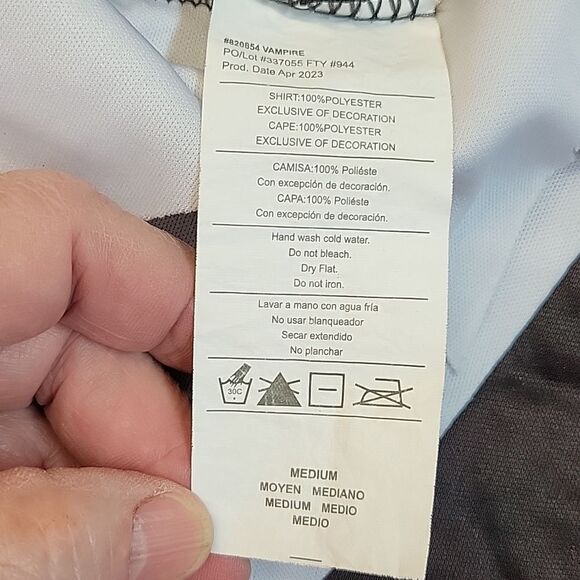 #820854 VAMPIRE
PO/Lot #337055 FTY #944
Prod. Date Apr 2023
SHIRT:100%POLYESTER
EXCLUSIVE OF DECORATION
CAPE:100%POLYESTER
EXCLUSIVE OF DECORATION
CAMISA:100% Poliéste
Con excepción de decoración.
CAPA:100% Poliéste
Con excepción de decoración.
Hand wash cold water.
Do not bleach.
Dry Flat.
Do not iron.
Lavar a mano con agua fría
No usar blanqueador
Secar extendido
No planchar
30C
MEDIUM
MOYEN MEDIANO
MEDIUM MEDIO
MEDIO